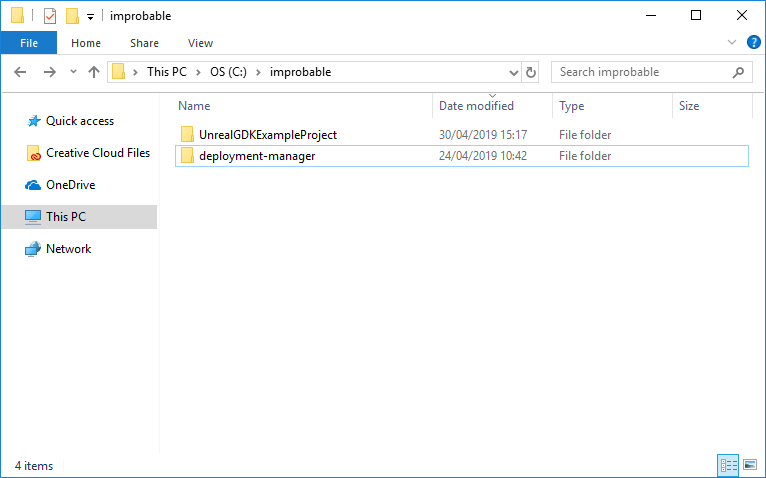 improbable
File Home Share View
This PC OS (C:) improbable Search improbable
Name Date modified Type Size
Quick access
Creative Cloud Files
OneDrive
This PC
Network
UnrealGDKExampleProject 30/04/2019 15:17 File folder
deployment-manager 24/04/2019 10:42 File folder
4 items